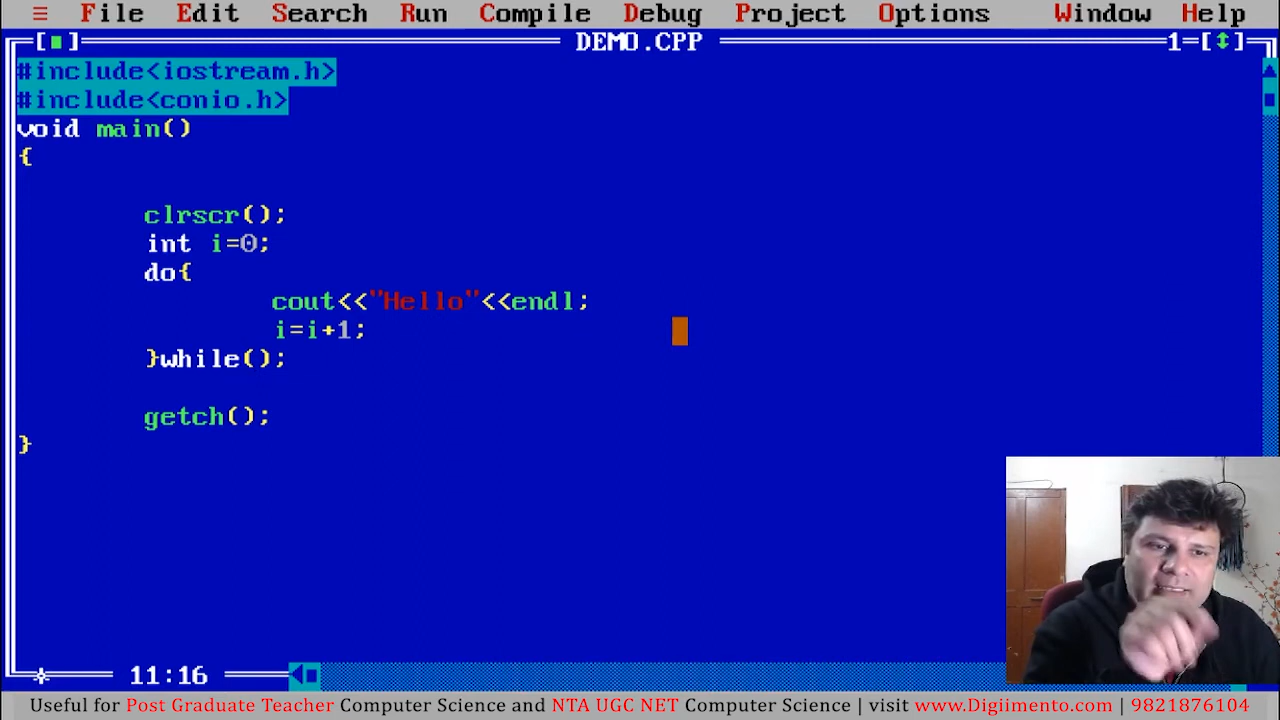 ≡ File Edit Search Run Compile Debug Project Options Window Help
[■] DEMO.CPP 1=[↕]
#include<iostream.h>
#include<conio.h>
void main()
{
clrscr();
int i=0;
do{
cout<<"Hello"<<endl;
i=i+1;
}while();
getch();
}
11:16
Useful for Post Graduate Teacher Computer Science and NTA UGC NET Computer Science | visit www.Digiimento.com | 9821876104